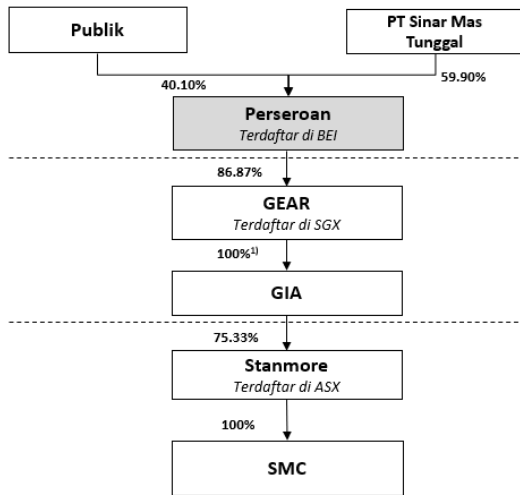 Publik
PT Sinar Mas
Tunggal
40.10%
59.90%
Perseroan
Terdaftar di BEI
86.87%
GEAR
Terdaftar di SGX
100%1)
GIA
75.33%
Stanmore
Terdaftar di ASX
100%
SMC